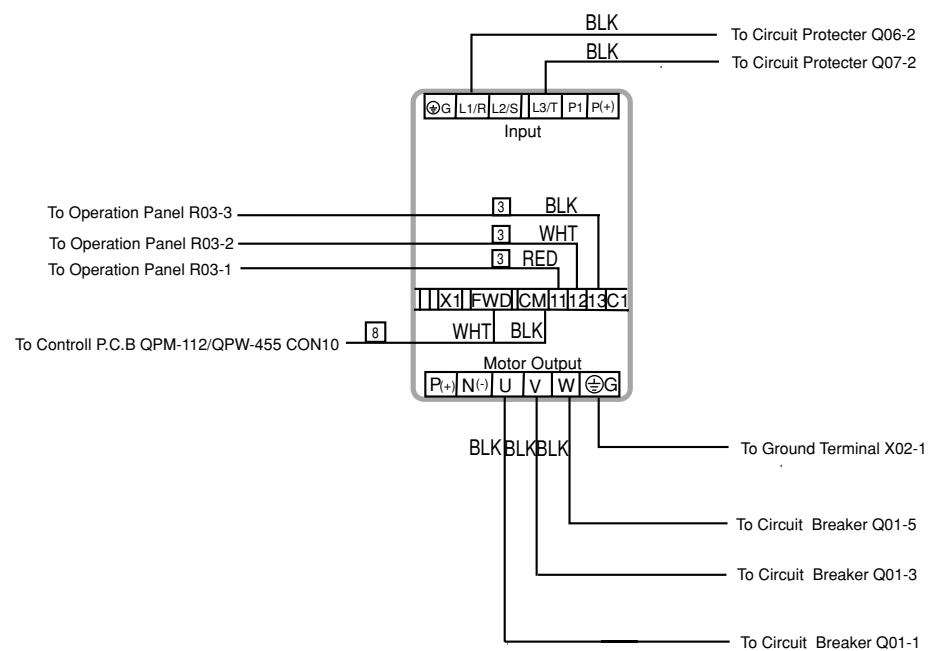 BLK
To Circuit Protecter Q06-2
BLK
To Circuit Protecter Q07-2
G L1/R L2/S L3/T P1 P(+)
Input
To Operation Panel R03-3 3 BLK
To Operation Panel R03-2 3 WHT
To Operation Panel R03-1 3 RED
X1 FWD CM 11 12 13 C1
To Controll P.C.B QPM-112/QPW-455 CON10 8 WHT BLK
Motor Output
P(+) N(-) U V W G
BLK BLK BLK
To Ground Terminal X02-1
To Circuit Breaker Q01-5
To Circuit Breaker Q01-3
To Circuit Breaker Q01-1